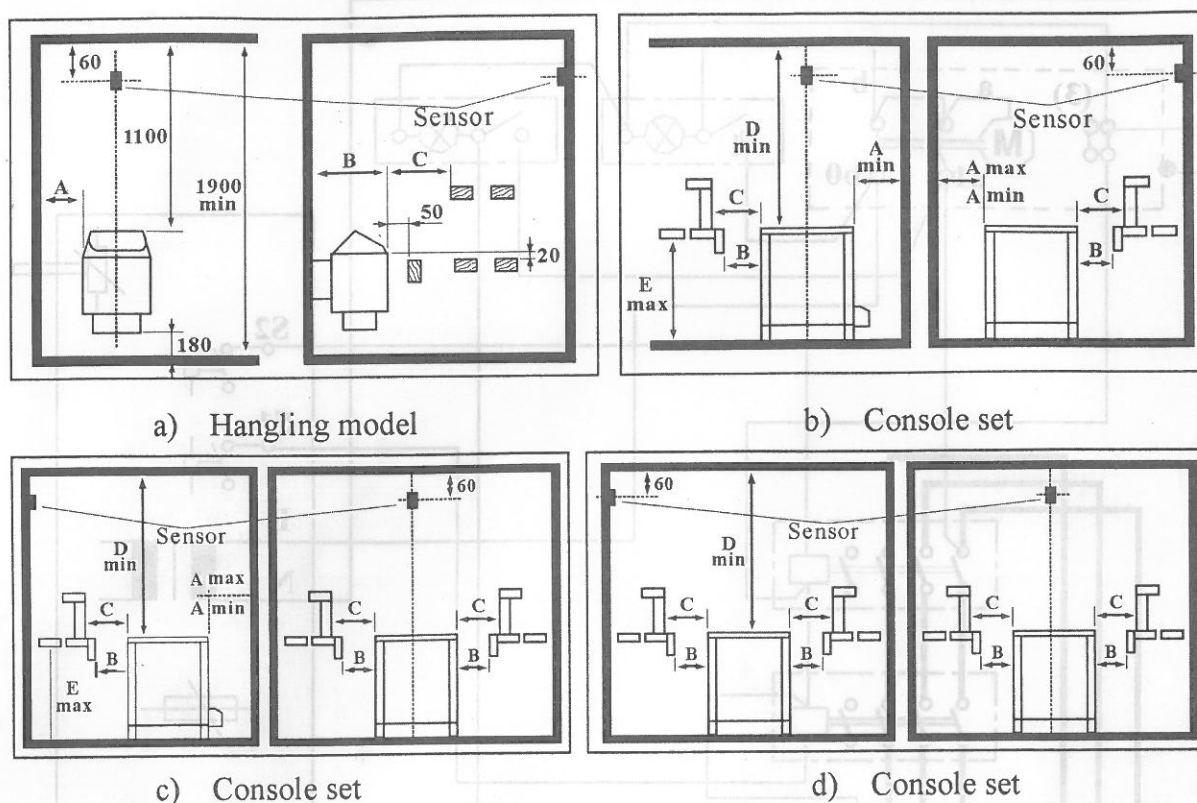 60
Sensor
1100
A
1900
min
180
B
C
50
20
a) Hangling model
60
Sensor
D
min
A
min
C
B
E
max
A max
A min
C
B
b) Console set
Sensor
D
min
A max
A min
C
B
E
max
60
C
C
B
B
c) Console set
60
Sensor
D
min
C
C
B
B
C
C
B
B
d) Console set